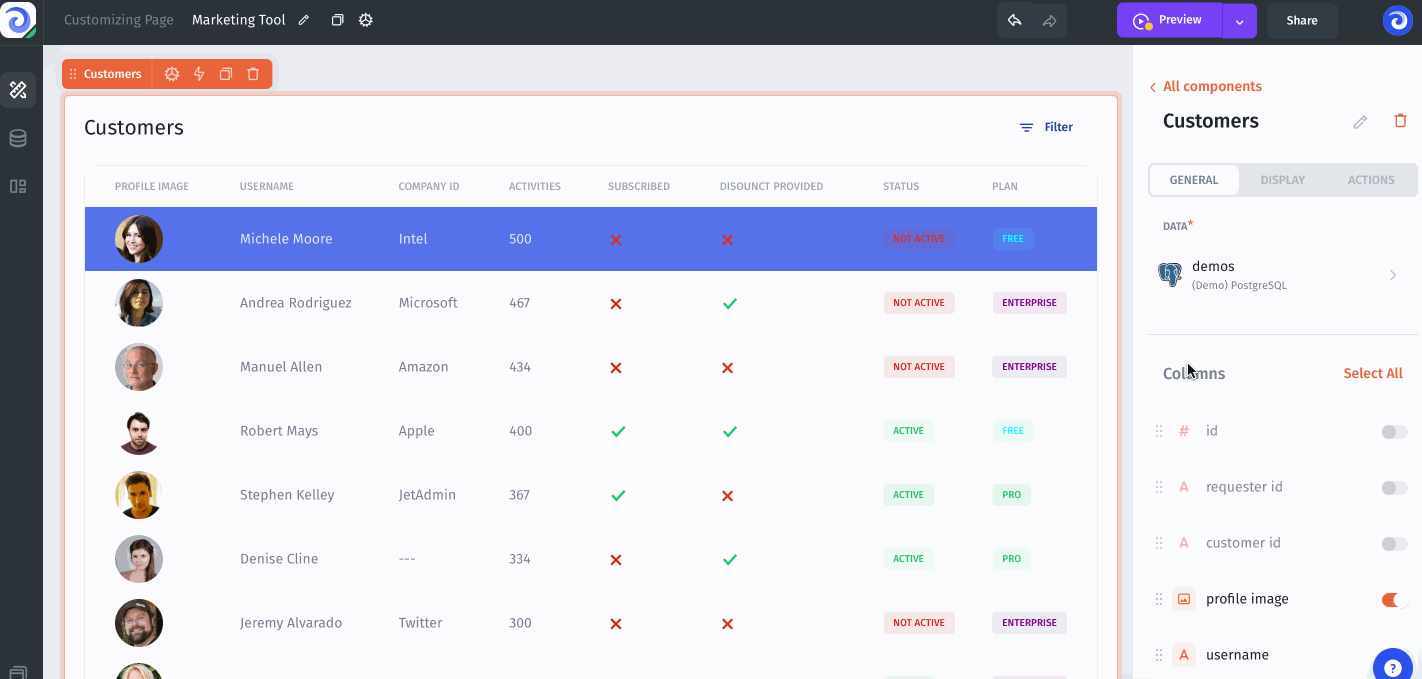 Customizing Page Marketing Tool Preview Share
Customers
Customers Filter
PROFILE IMAGE USERNAME COMPANY ID ACTIVITIES SUBSCRIBED DISOUNCT PROVIDED STATUS PLAN
Michele Moore Intel 500 NOT ACTIVE FREE
Andrea Rodriguez Microsoft 467 NOT ACTIVE ENTERPRISE
Manuel Allen Amazon 434 NOT ACTIVE ENTERPRISE
Robert Mays Apple 400 ACTIVE FREE
Stephen Kelley JetAdmin 367 ACTIVE PRO
Denise Cline --- 334 ACTIVE PRO
Jeremy Alvarado Twitter 300 NOT ACTIVE ENTERPRISE
All components
Customers
GENERAL DISPLAY ACTIONS
DATA*
demos
(Demo) PostgreSQL
Columns Select All
# id
A requester id
A customer id
profile image
A username
?